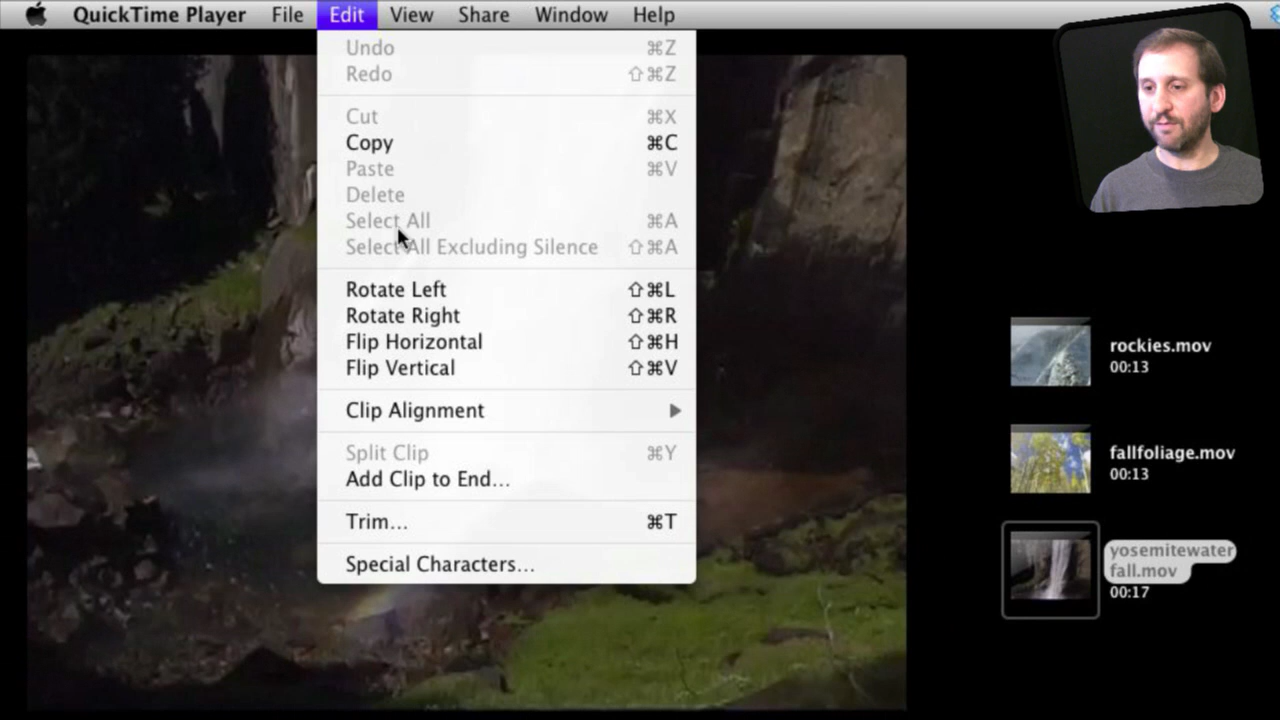 QuickTime Player File Edit View Share Window Help
Undo ⌘Z
Redo ⇧⌘Z
Cut ⌘X
Copy ⌘C
Paste ⌘V
Delete
Select All ⌘A
Select All Excluding Silence ⇧⌘A
Rotate Left ⇧⌘L
Rotate Right ⇧⌘R
Flip Horizontal ⇧⌘H
Flip Vertical ⇧⌘V
Clip Alignment
Split Clip ⌘Y
Add Clip to End...
Trim... ⌘T
Special Characters...
rockies.mov
00:13
fallfoliage.mov
00:13
yosemitewater
fall.mov
00:17